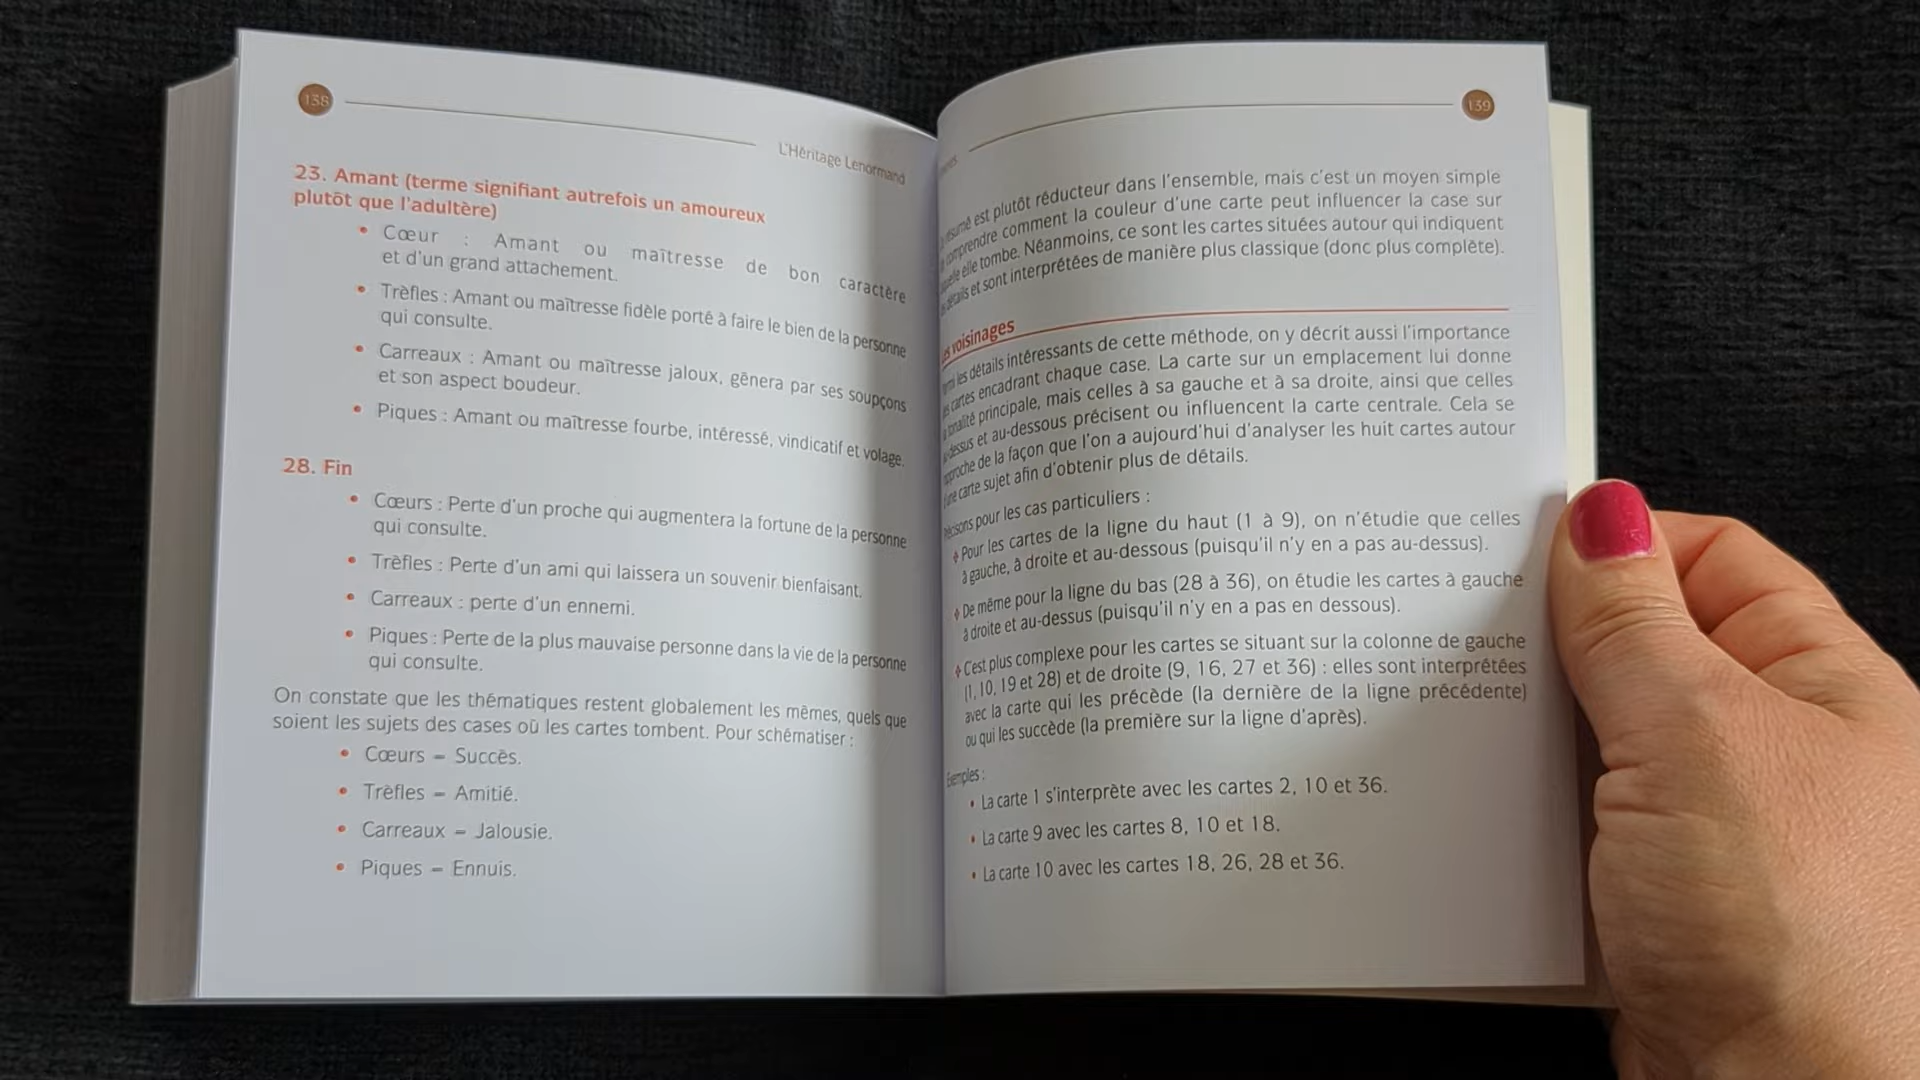 138
L'Héritage Lenormand
23. Amant (terme signifiant autrefois un amoureux
plutôt que l'adultère)
• Cœur : Amant ou maîtresse de bon caractère
et d'un grand attachement.
• Trèfles : Amant ou maîtresse fidèle porté à faire le bien de la personne
qui consulte.
• Carreaux : Amant ou maîtresse jaloux, gênera par ses soupçons
et son aspect boudeur.
• Piques : Amant ou maîtresse fourbe, intéressé, vindicatif et volage.
28. Fin
• Cœurs : Perte d'un proche qui augmentera la fortune de la personne
qui consulte.
• Trèfles : Perte d'un ami qui laissera un souvenir bienfaisant.
• Carreaux : perte d'un ennemi.
• Piques : Perte de la plus mauvaise personne dans la vie de la personne
qui consulte.
On constate que les thématiques restent globalement les mêmes, quels que
soient les sujets des cases où les cartes tombent. Pour schématiser :
• Cœurs = Succès.
• Trèfles = Amitié.
• Carreaux = Jalousie.
• Piques = Ennuis.
139
résumé est plutôt réducteur dans l'ensemble, mais c'est un moyen simple
comprendre comment la couleur d'une carte peut influencer la case sur
elle tombe. Néanmoins, ce sont les cartes situées autour qui indiquent
détails et sont interprétées de manière plus classique (donc plus complète).
voisinages
les détails intéressants de cette méthode, on y décrit aussi l'importance
cartes encadrant chaque case. La carte sur un emplacement lui donne
tonalité principale, mais celles à sa gauche et à sa droite, ainsi que celles
et au-dessous précisent ou influencent la carte centrale. Cela se
de la façon que l'on a aujourd'hui d'analyser les huit cartes autour
carte sujet afin d'obtenir plus de détails.
pour les cas particuliers :
Pour les cartes de la ligne du haut (1 à 9), on n'étudie que celles
à gauche, à droite et au-dessous (puisqu'il n'y en a pas au-dessus).
De même pour la ligne du bas (28 à 36), on étudie les cartes à gauche
à droite et au-dessus (puisqu'il n'y en a pas en dessous).
C'est plus complexe pour les cartes se situant sur la colonne de gauche
(1, 10, 19 et 28) et de droite (9, 16, 27 et 36) : elles sont interprétées
avec la carte qui les précède (la dernière de la ligne précédente)
ou qui les succède (la première sur la ligne d'après).
Exemples :
• La carte 1 s'interprète avec les cartes 2, 10 et 36.
• La carte 9 avec les cartes 8, 10 et 18.
• La carte 10 avec les cartes 18, 26, 28 et 36.